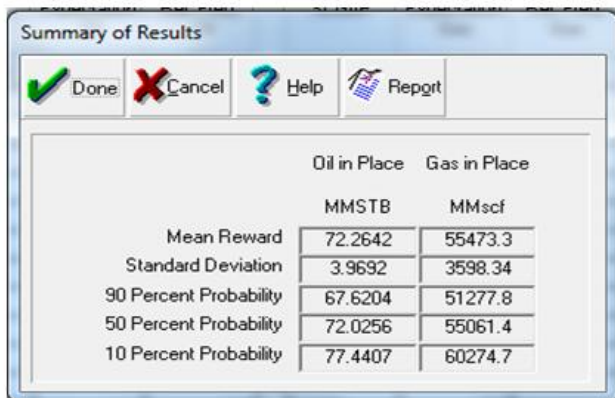 Summary of Results
Done Cancel Help Report
Oil in Place Gas in Place
MMSTB MMscf
Mean Reward 72.2642 55473.3
Standard Deviation 3.9692 3598.34
90 Percent Probability 67.6204 51277.8
50 Percent Probability 72.0256 55061.4
10 Percent Probability 77.4407 60274.7